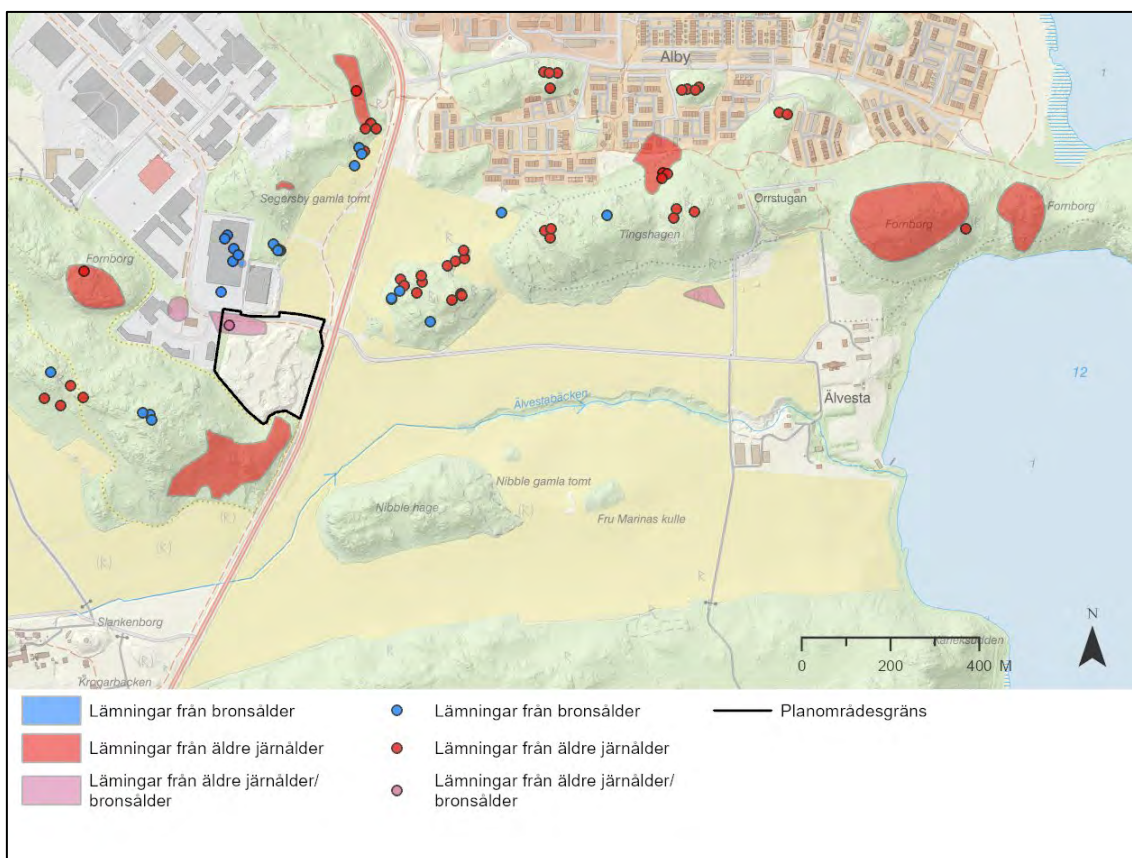 Alby
Segersby gamla tomt
Orrstugan
Tingshagen
Fornborg
Fornborg
Fornborg
1
12
Älvesta
Älvestabäcken
Nibble gamla tomt
Nibble hage
Fru Marinas kulle
Slankenborg
Krogarbacken
N
0 200 400 M
Lämningar från bronsålder
Lämningar från äldre järnålder
Lämingar från äldre järnålder/
bronsålder
Lämningar från bronsålder
Lämningar från äldre järnålder
Lämningar från äldre järnålder/
bronsålder
Planområdesgräns